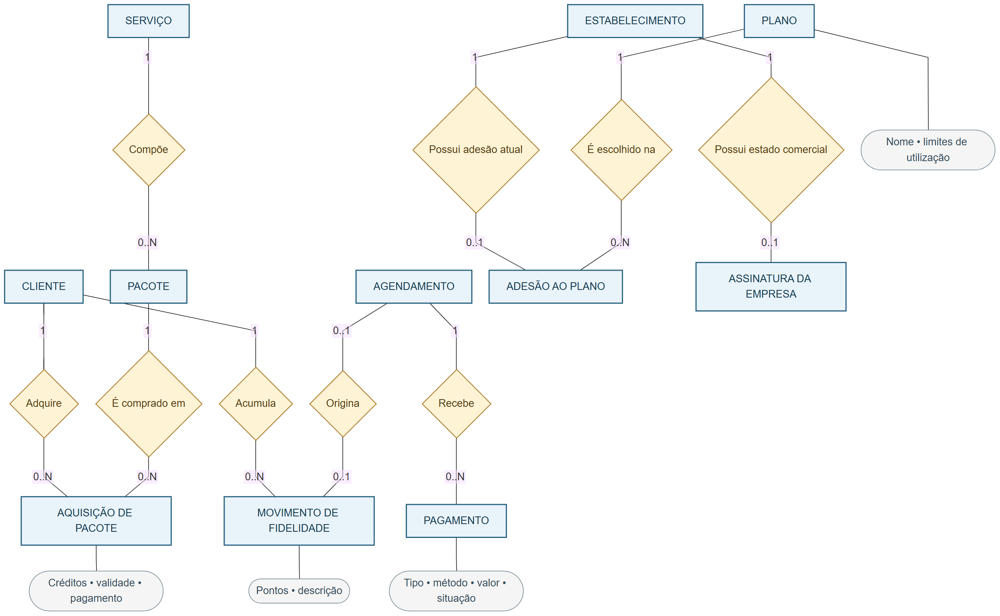 SERVIÇO
ESTABELECIMENTO
PLANO
1
1
1
1
Compõe
Possui adesão atual
É escolhido na
Possui estado comercial
Nome • limites de
utilização
0..N
0..1
0..N
0..1
CLIENTE
PACOTE
AGENDAMENTO
ADESÃO AO PLANO
ASSINATURA DA
EMPRESA
1
1
1
0..1
1
Adquire
É comprado em
Acumula
Origina
Recebe
0..N
0..N
0..N
0..1
0..N
AQUISIÇÃO DE
PACOTE
MOVIMENTO DE
FIDELIDADE
PAGAMENTO
Créditos • validade •
pagamento
Pontos • descrição
Tipo • método • valor •
situação